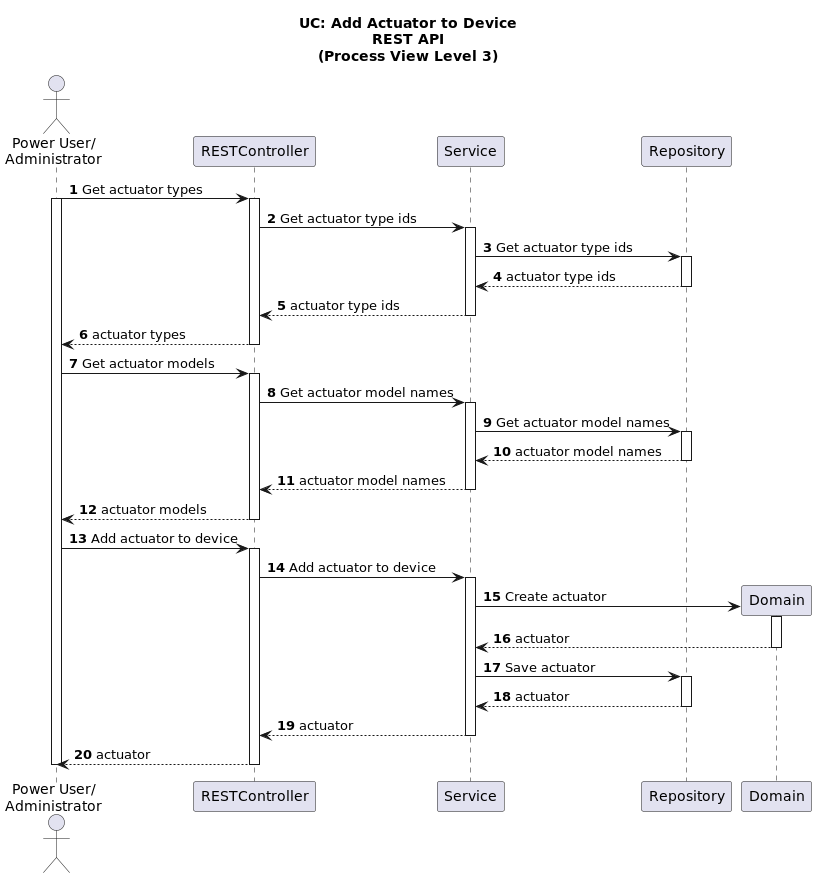 UC: Add Actuator to Device
REST API
(Process View Level 3)
Power User/
Administrator
RESTController
Service
Repository
1 Get actuator types
2 Get actuator type ids
3 Get actuator type ids
4 actuator type ids
5 actuator type ids
6 actuator types
7 Get actuator models
8 Get actuator model names
9 Get actuator model names
10 actuator model names
11 actuator model names
12 actuator models
13 Add actuator to device
14 Add actuator to device
15 Create actuator
Domain
16 actuator
17 Save actuator
18 actuator
19 actuator
20 actuator
Power User/
Administrator
RESTController
Service
Repository
Domain